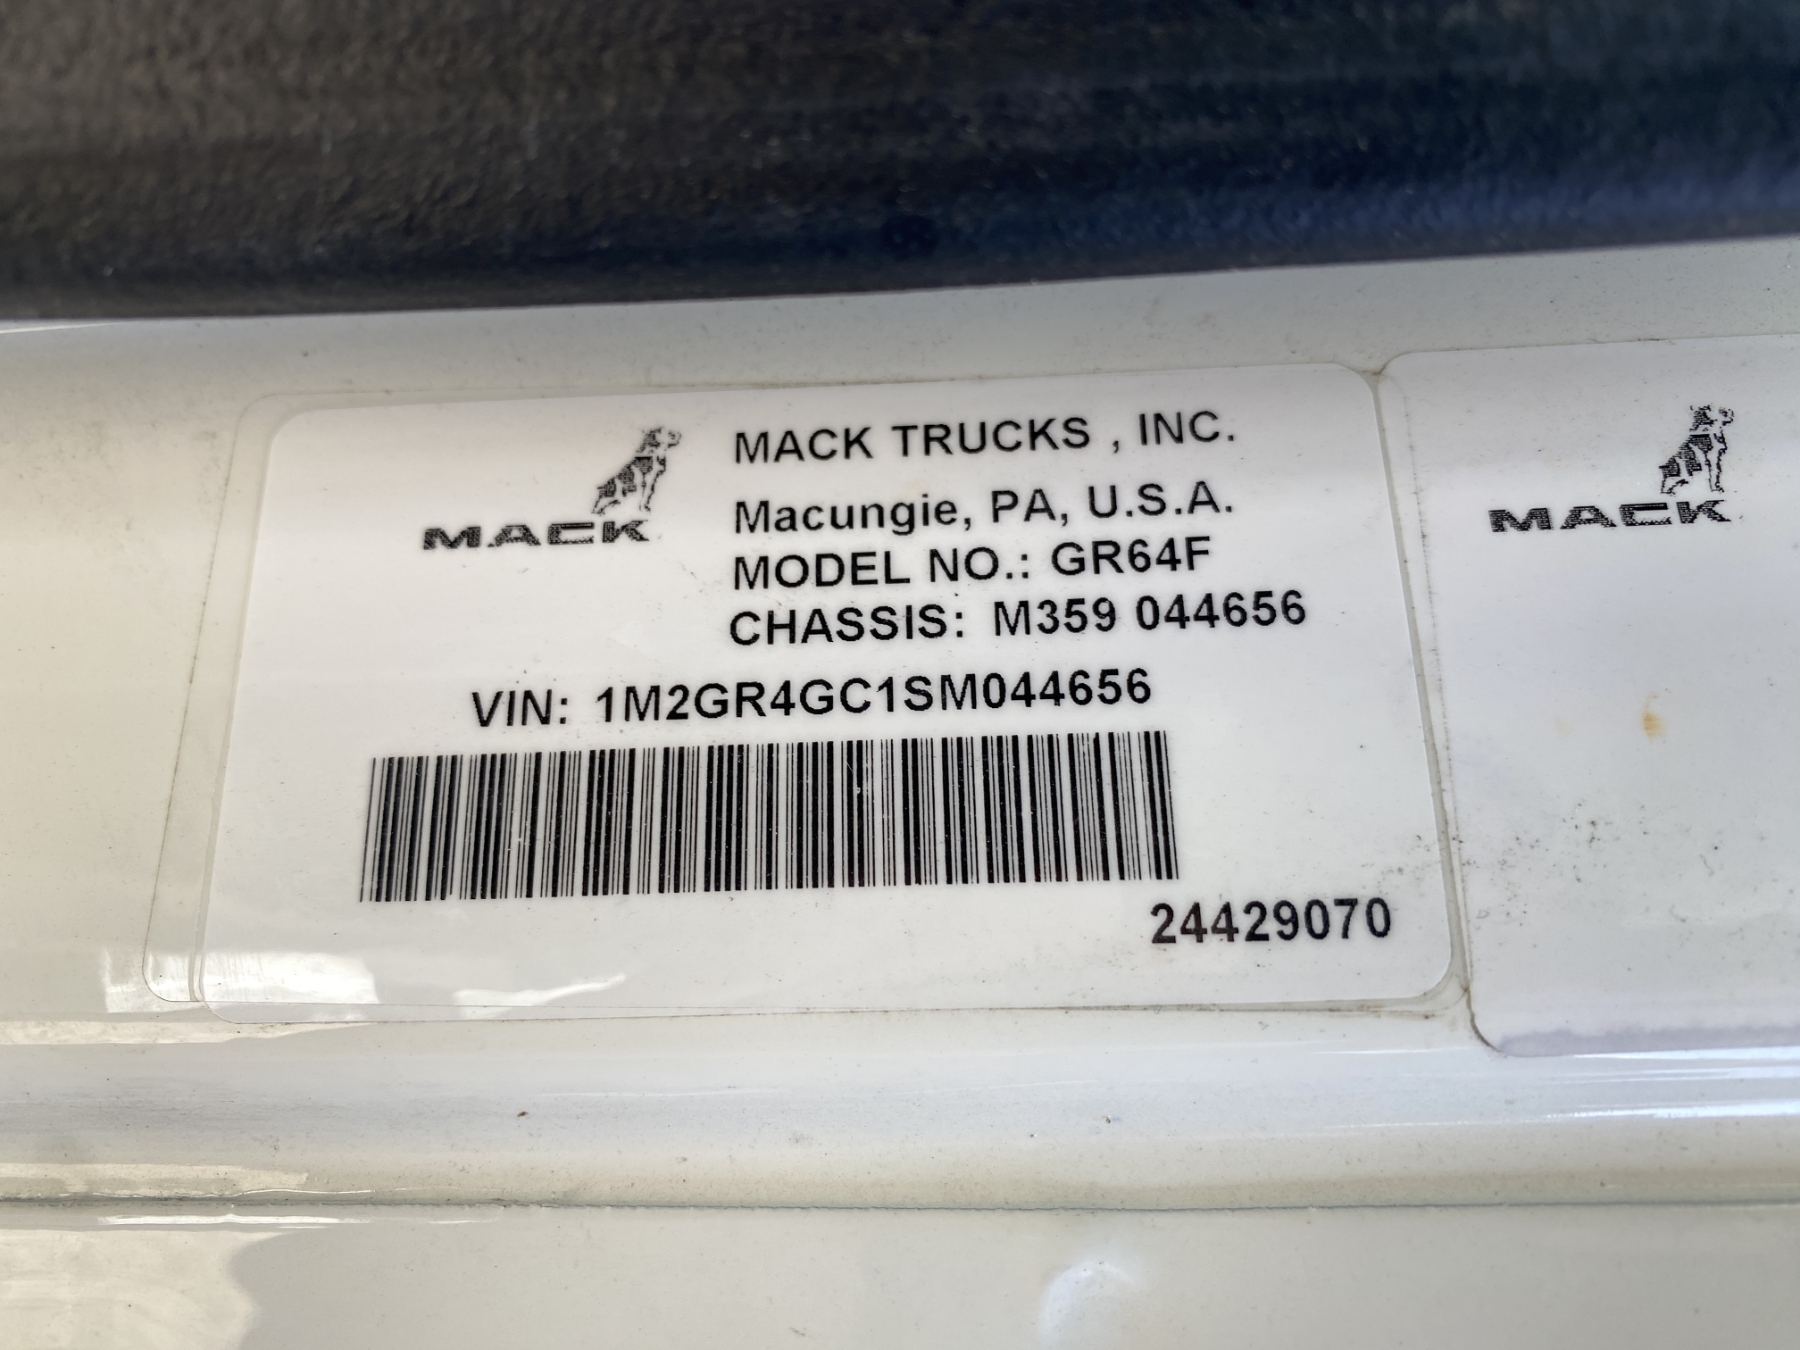 MACK
MACK TRUCKS , INC.
Macungie, PA, U.S.A.
MODEL NO.: GR64F
CHASSIS: M359 044656
VIN: 1M2GR4GC1SM044656
24429070
MACK